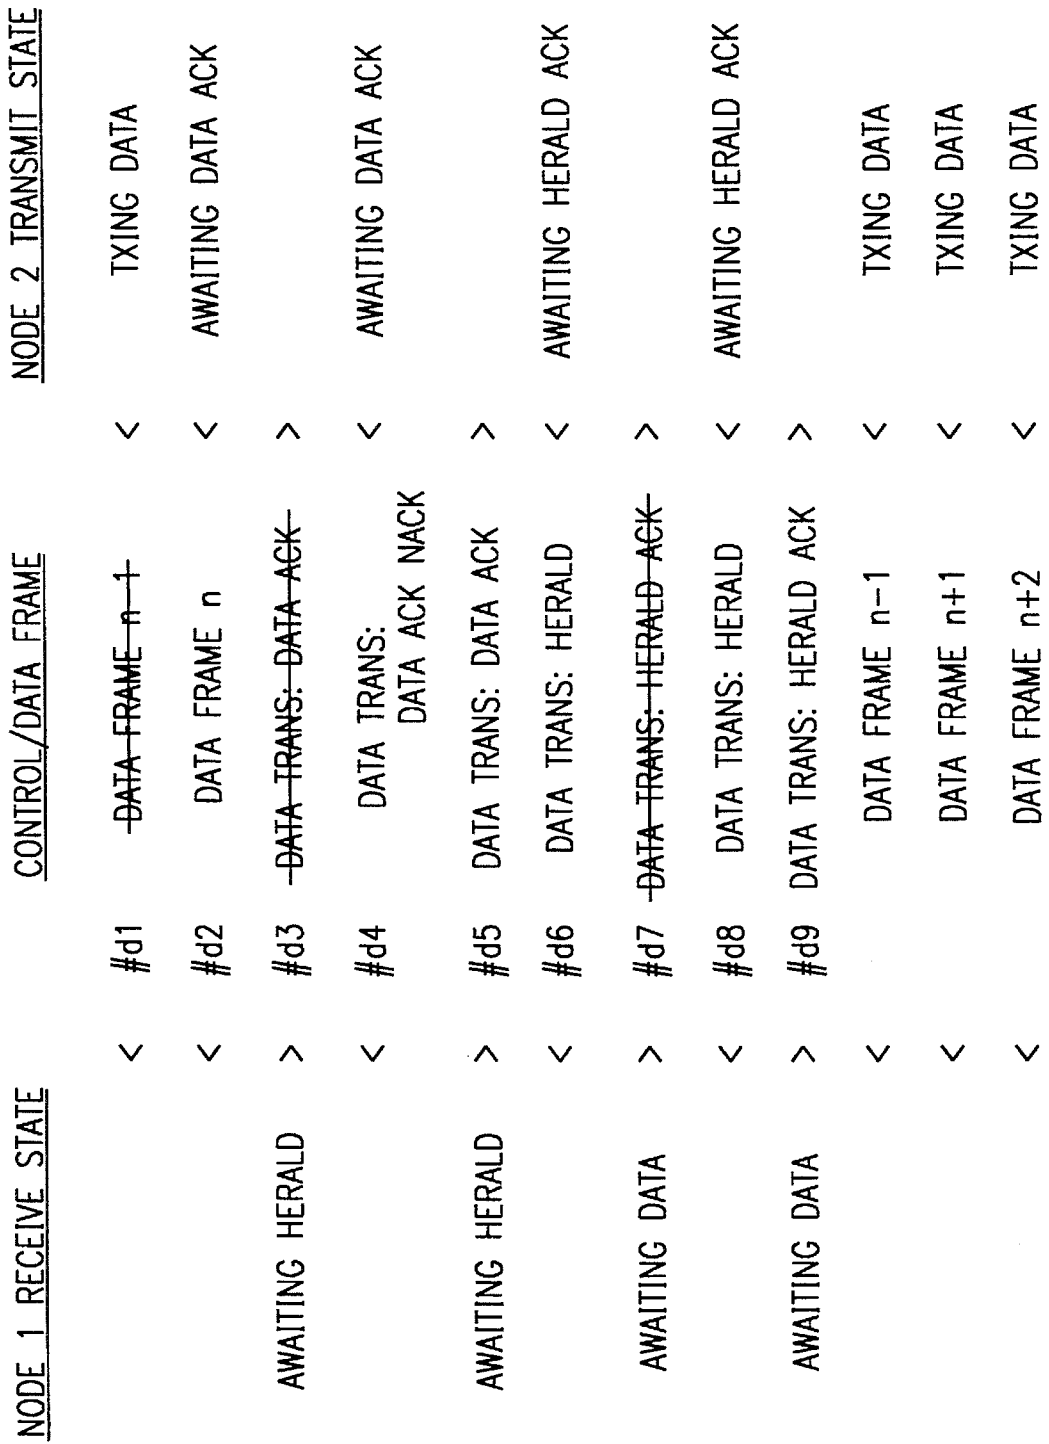 NODE 1 RECEIVE STATE CONTROL/DATA FRAME NODE 2 TRANSMIT STATE
< #d1 DATA FRAME n-1 < TXING DATA
< #d2 DATA FRAME n < AWAITING DATA ACK
AWAITING HERALD > #d3 DATA TRANS: DATA ACK >
< #d4 DATA TRANS: < AWAITING DATA ACK
DATA ACK NACK
AWAITING HERALD > #d5 DATA TRANS: DATA ACK >
< #d6 DATA TRANS: HERALD < AWAITING HERALD ACK
AWAITING DATA > #d7 DATA TRANS: HERALD ACK >
< #d8 DATA TRANS: HERALD < AWAITING HERALD ACK
AWAITING DATA > #d9 DATA TRANS: HERALD ACK >
< DATA FRAME n-1 < TXING DATA
< DATA FRAME n+1 < TXING DATA
< DATA FRAME n+2 < TXING DATA